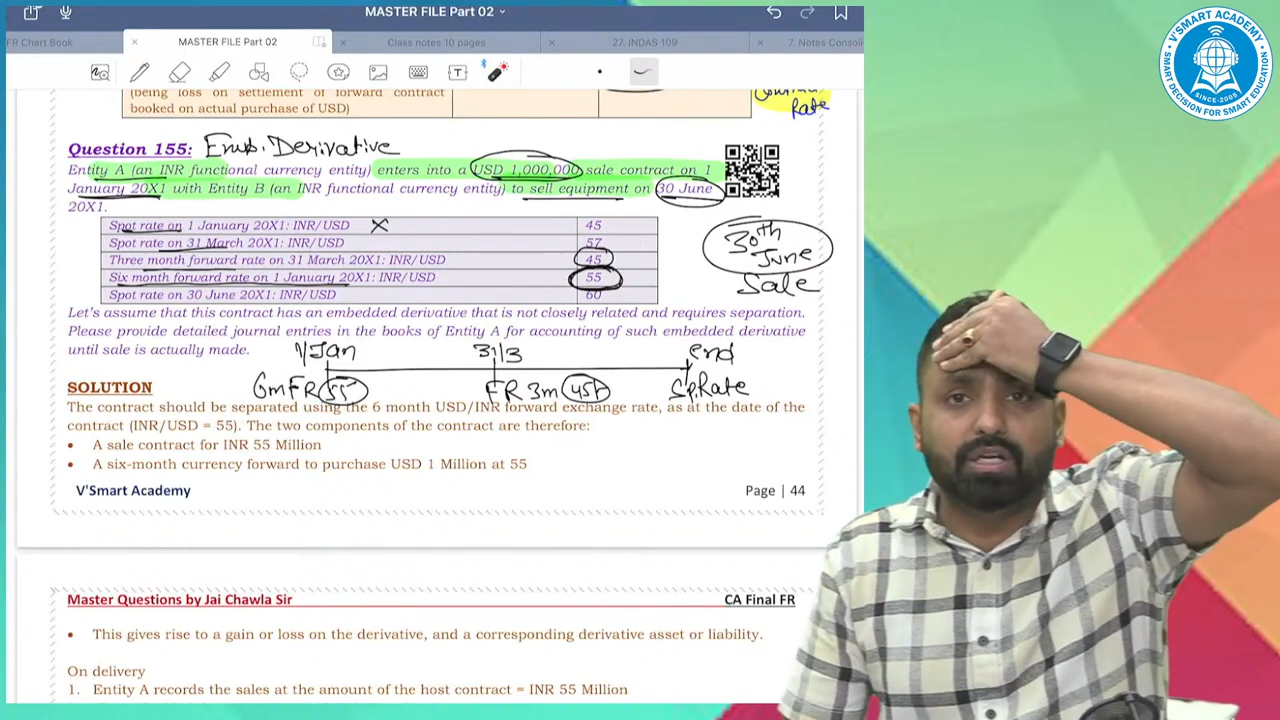 MASTER FILE Part 02
FR Chart Book
MASTER FILE Part 02
Class notes 10 pages
27. INDAS 109
7. Notes Consoli
V'SMART ACADEMY
SMART DECISION FOR SMART EDUCATION
SINCE-2005
(being loss on settlement of forward contract
booked on actual purchase of USD)
Rate
Question 155: Emb. Derivative
Entity A (an INR functional currency entity) enters into a USD 1,000,000 sale contract on 1
January 20X1 with Entity B (an INR functional currency entity) to sell equipment on 30 June
20X1.
Spot rate on 1 January 20X1: INR/USD X 45
Spot rate on 31 March 20X1: INR/USD 57
Three month forward rate on 31 March 20X1: INR/USD 45
Six month forward rate on 1 January 20X1: INR/USD 55
Spot rate on 30 June 20X1: INR/USD 60
30th
June
Sale
Let's assume that this contract has an embedded derivative that is not closely related and requires separation.
Please provide detailed journal entries in the books of Entity A for accounting of such embedded derivative
until sale is actually made.
1/Jan 31/3 end
6mFR 55 FR 3m 45 Sp.Rate
SOLUTION
The contract should be separated using the 6 month USD/INR forward exchange rate, as at the date of the
contract (INR/USD = 55). The two components of the contract are therefore:
• A sale contract for INR 55 Million
• A six-month currency forward to purchase USD 1 Million at 55
V'Smart Academy Page | 44
Master Questions by Jai Chawla Sir CA Final FR
• This gives rise to a gain or loss on the derivative, and a corresponding derivative asset or liability.
On delivery
1. Entity A records the sales at the amount of the host contract = INR 55 Million